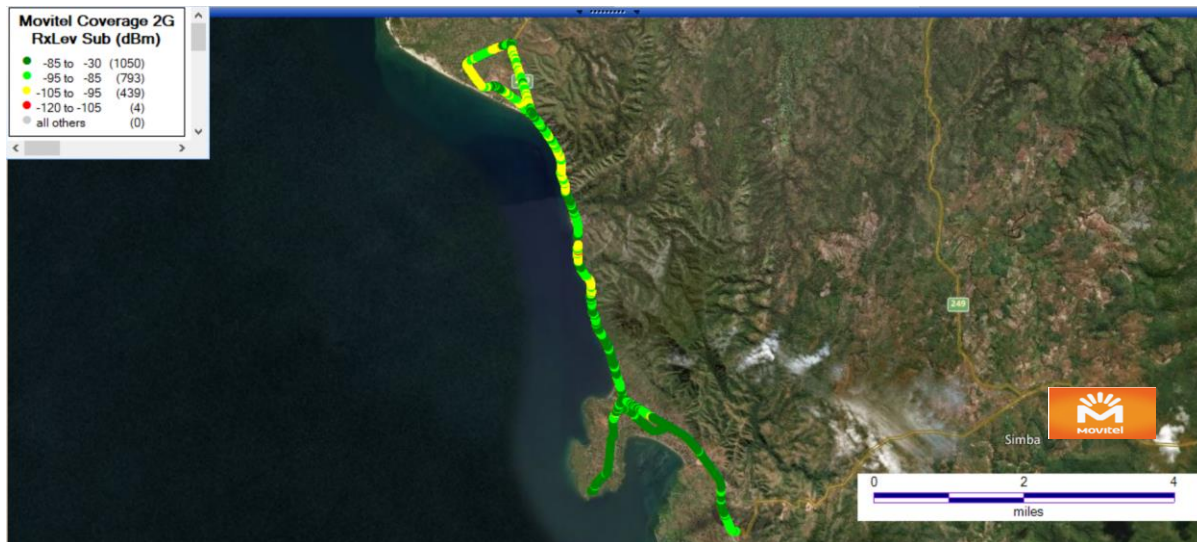 Movitel Coverage 2G
RxLev Sub (dBm)
-85 to -30 (1050)
-95 to -85 (793)
-105 to -95 (439)
-120 to -105 (4)
all others (0)
249
MOVITEL
Simba
0 2 4
miles